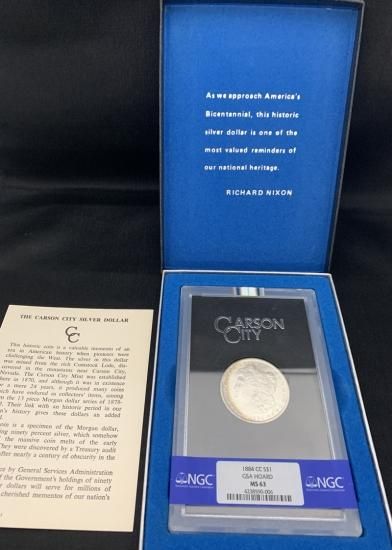 As we approach America's
Bicentennial, this historic
silver dollar is one of the
most valued reminders of
our national heritage.
RICHARD NIXON
CARSON
CITY
NGC
1884 CC S$1
GSA HOARD
MS 63
4238590-006
NGC
THE CARSON CITY SILVER DOLLAR
CC
This historic coin is a valuable memento of an
era in American history when pioneers were
challenging the West. The silver in this dollar
was mined from the rich Comstock Lode, dis-
covered in the mountains near Carson City,
Nevada. The Carson City Mint was established
there in 1870, and although it was in existence
for a mere 24 years, it produced many coins
which have endured as collectors' items, among
the 13 piece Morgan dollar series of 1878-
Their link with an historic period in our
history gives these dollars an added
coin is a specimen of the Morgan dollar,
ing ninety percent silver, which somehow
the massive coin melts of the early
They were discovered by a Treasury audit
after nearly a century of obscurity in the
ce by General Services Administration
the Government's holdings of ninety
dollars will serve for millions of
cherished mementos of our nation's